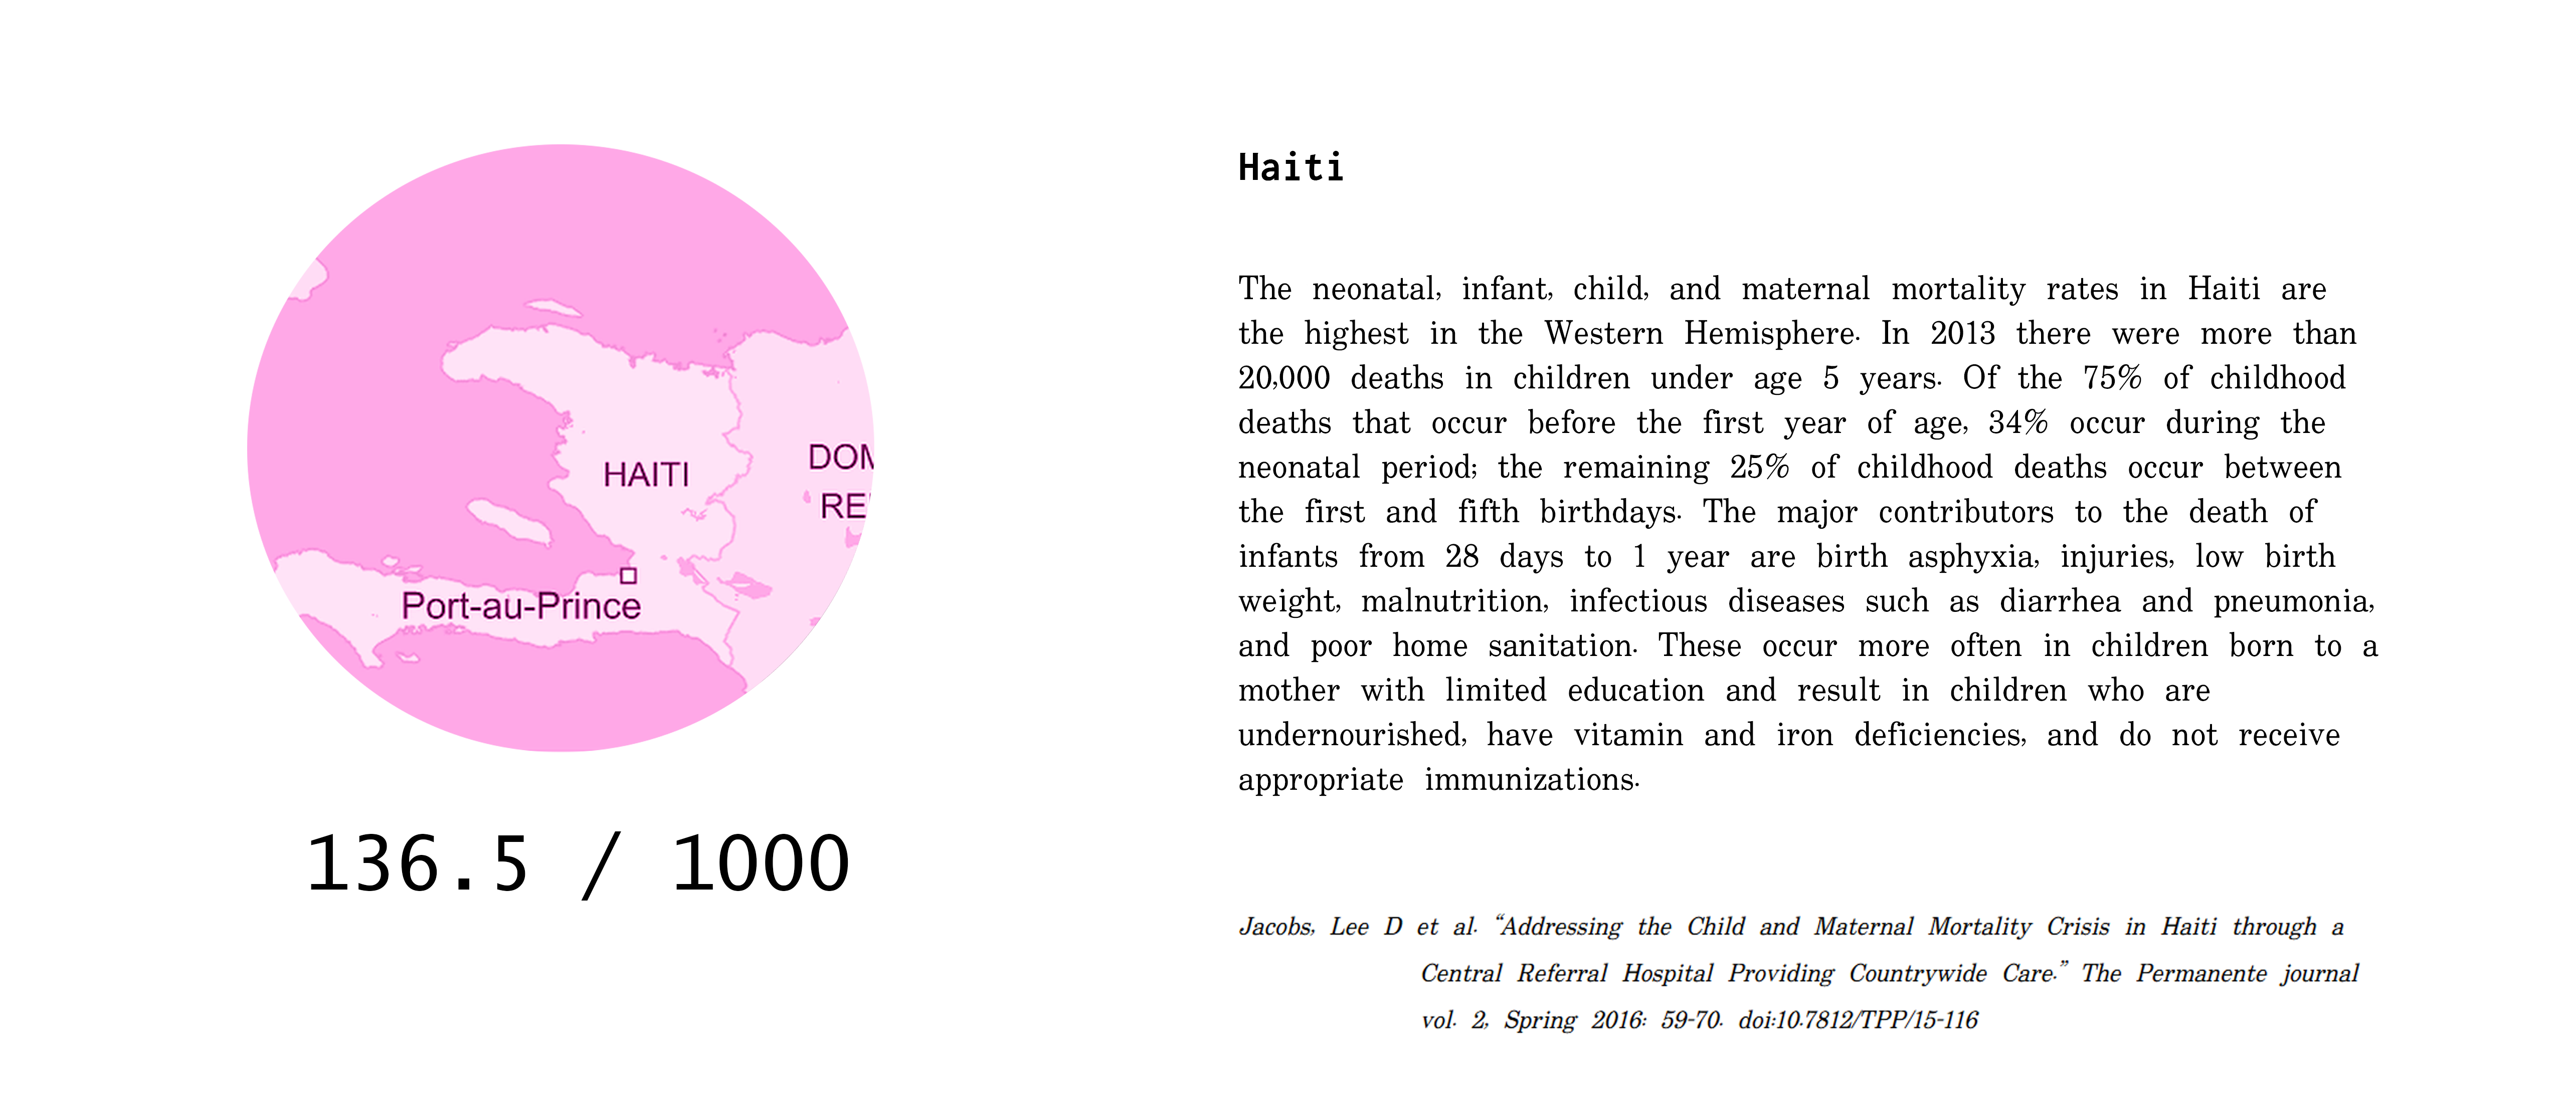 HAITI
DOM
RE
Port-au-Prince
136.5 / 1000
Haiti
The neonatal, infant, child, and maternal mortality rates in Haiti are
the highest in the Western Hemisphere. In 2013 there were more than
20,000 deaths in children under age 5 years. Of the 75% of childhood
deaths that occur before the first year of age, 34% occur during the
neonatal period; the remaining 25% of childhood deaths occur between
the first and fifth birthdays. The major contributors to the death of
infants from 28 days to 1 year are birth asphyxia, injuries, low birth
weight, malnutrition, infectious diseases such as diarrhea and pneumonia,
and poor home sanitation. These occur more often in children born to a
mother with limited education and result in children who are
undernourished, have vitamin and iron deficiencies, and do not receive
appropriate immunizations.
Jacobs, Lee D et al. “Addressing the Child and Maternal Mortality Crisis in Haiti through a
Central Referral Hospital Providing Countrywide Care.” The Permanente journal
vol. 2, Spring 2016: 59-70. doi:10.7812/TPP/15-116